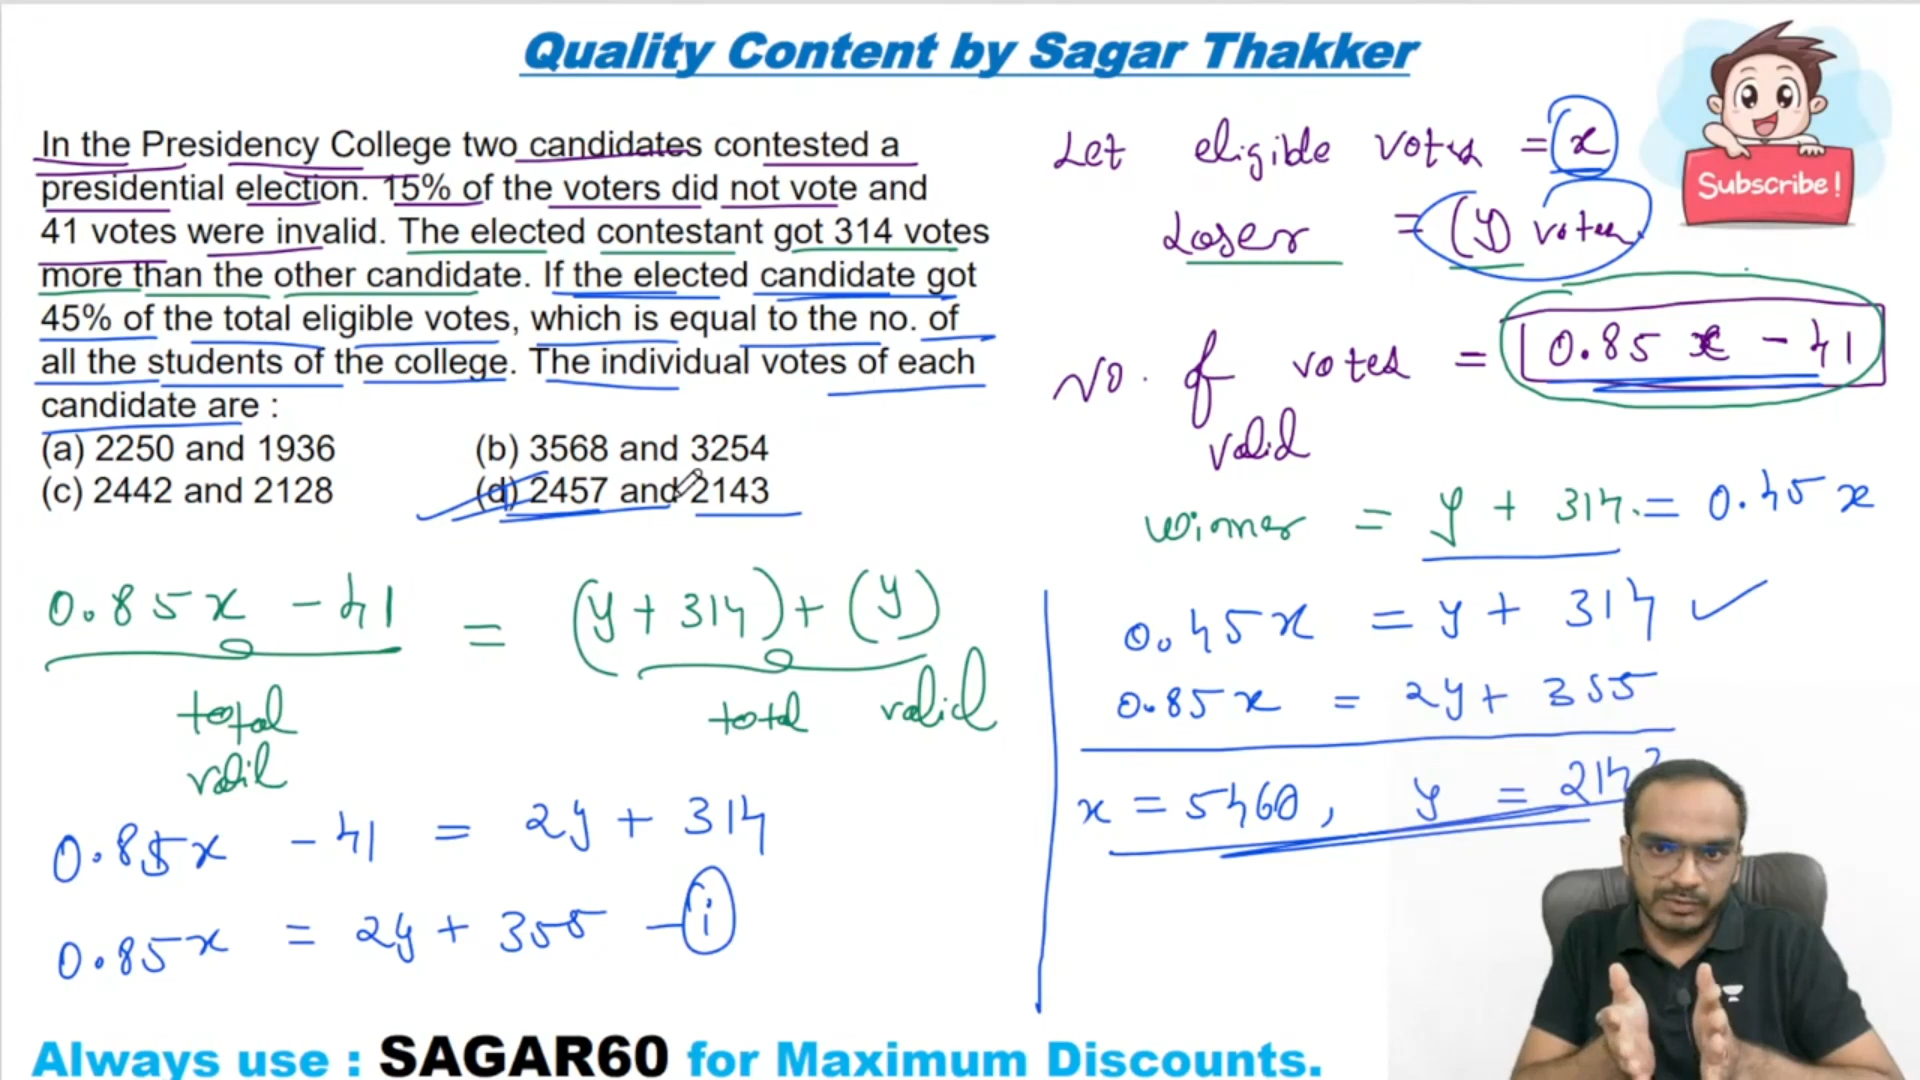 Quality Content by Sagar Thakker
In the Presidency College two candidates contested a
presidential election. 15% of the voters did not vote and
41 votes were invalid. The elected contestant got 314 votes
more than the other candidate. If the elected candidate got
45% of the total eligible votes, which is equal to the no. of
all the students of the college. The individual votes of each
candidate are :
(a) 2250 and 1936 (b) 3568 and 3254
(c) 2442 and 2128 (d) 2457 and 2143
0.85x - 41 = (y + 314) + (y)
total total valid
valid
0.85x - 41 = 2y + 314
0.85x = 2y + 355 - i
Let eligible votes = x
Loser = (y) votes
No. of votes = 0.85x - 41
valid
winner = y + 314 = 0.45x
0.45x = y + 314 ✓
0.85x = 2y + 355
x = 5460, y = 2143
Subscribe!
Always use : SAGAR60 for Maximum Discounts.